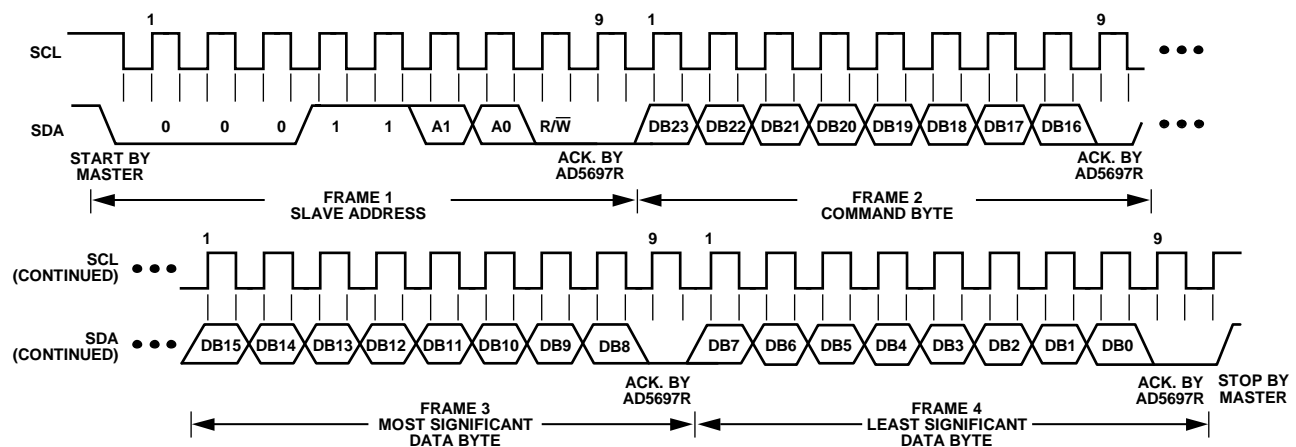 1 9 1 9
SCL
SDA 0 0 0 1 1 A1 A0 R/W̅ DB23 DB22 DB21 DB20 DB19 DB18 DB17 DB16
START BY
MASTER
ACK. BY
AD5697R
ACK. BY
AD5697R
FRAME 1
SLAVE ADDRESS
FRAME 2
COMMAND BYTE
1 9 1 9
SCL
(CONTINUED)
SDA
(CONTINUED)
DB15 DB14 DB13 DB12 DB11 DB10 DB9 DB8 DB7 DB6 DB5 DB4 DB3 DB2 DB1 DB0
ACK. BY
AD5697R
ACK. BY
AD5697R
STOP BY
MASTER
FRAME 3
MOST SIGNIFICANT
DATA BYTE
FRAME 4
LEAST SIGNIFICANT
DATA BYTE